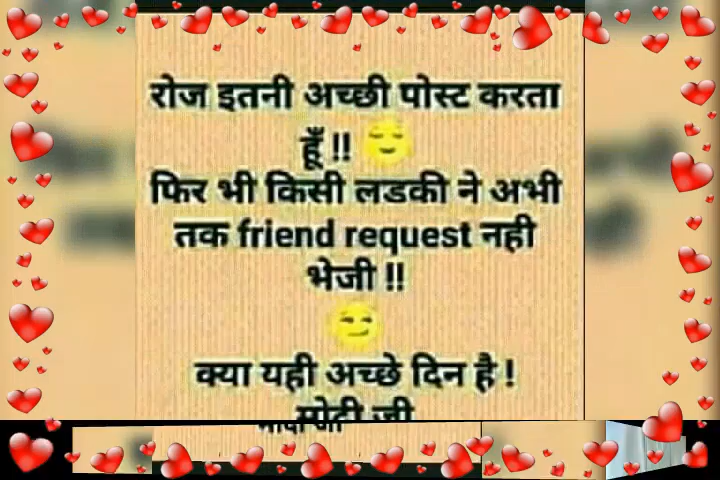 रोज इतनी अच्छी पोस्ट करता
हूँ !!
फिर भी किसी लडकी ने अभी
तक friend request नही
भेजी !!
क्या यही अच्छे दिन है !
मोदी जी